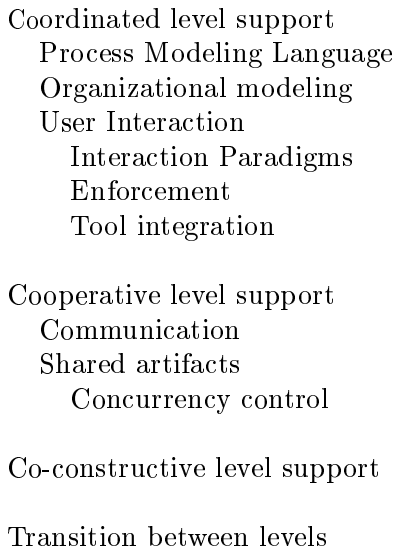 Coordinated level support
Process Modeling Language
Organizational modeling
User Interaction
Interaction Paradigms
Enforcement
Tool integration
Cooperative level support
Communication
Shared artifacts
Concurrency control
Co-constructive level support
Transition between levels